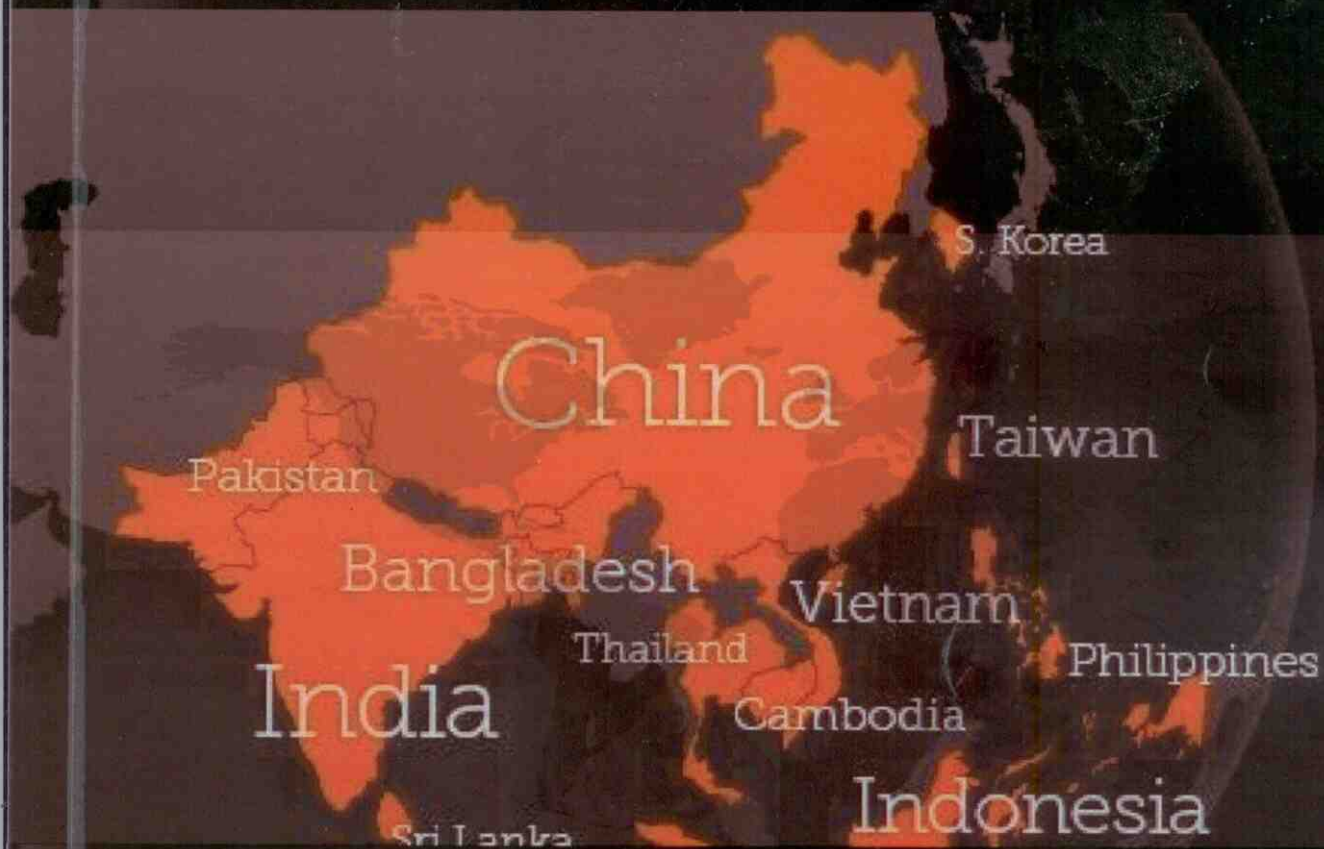 S. Korea
China
Taiwan
Pakistan
Bangladesh
Vietnam
Thailand
Philippines
India
Cambodia
Indonesia
Sri Lanka